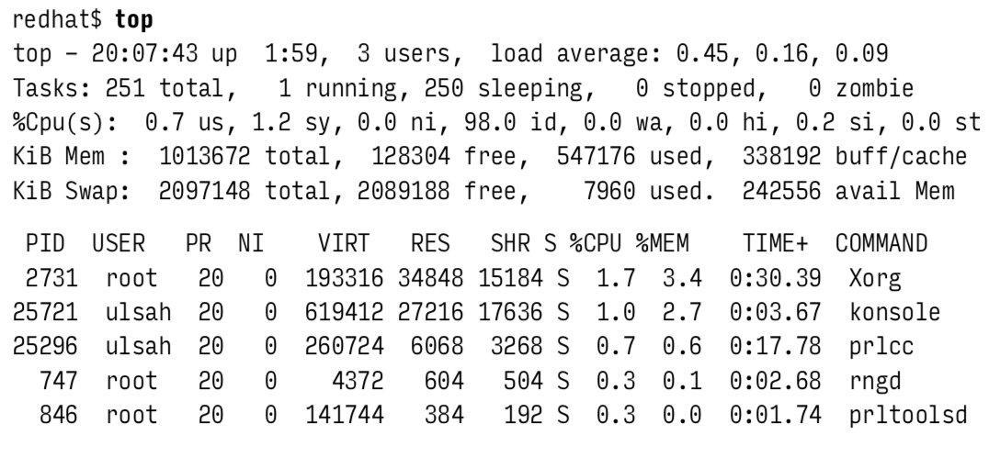 redhat$ top
top – 20:07:43 up  1:59,  3 users,  load average: 0.45, 0.16, 0.09
Tasks: 251 total,   1 running, 250 sleeping,   0 stopped,   0 zombie
%Cpu(s):  0.7 us, 1.2 sy, 0.0 ni, 98.0 id, 0.0 wa, 0.0 hi, 0.2 si, 0.0 st
KiB Mem :  1013672 total,  128304 free,  547176 used,  338192 buff/cache
KiB Swap:  2097148 total, 2089188 free,    7960 used.  242556 avail Mem
PID  USER   PR  NI    VIRT   RES   SHR S %CPU %MEM    TIME+  COMMAND
2731  root   20   0  193316 34848 15184 S  1.7  3.4  0:30.39  Xorg
25721  ulsah  20   0  619412 27216 17636 S  1.0  2.7  0:03.67  konsole
25296  ulsah  20   0  260724  6068  3268 S  0.7  0.6  0:17.78  prlcc
747  root   20   0    4372   604   504 S  0.3  0.1  0:02.68  rngd
846  root   20   0  141744   384   192 S  0.3  0.0  0:01.74  prltoolsd